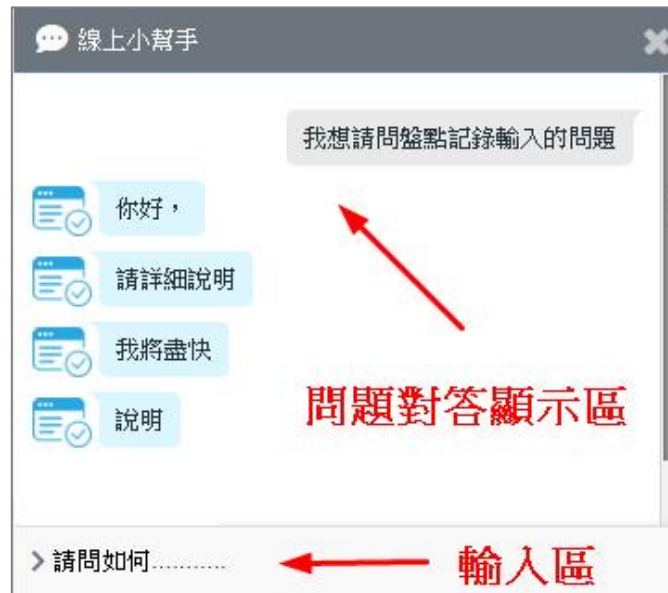 線上小幫手
我想請問盤點記錄輸入的問題
你好，
請詳細說明
我將盡快
說明
問題對答顯示區
請問如何...........
輸入區